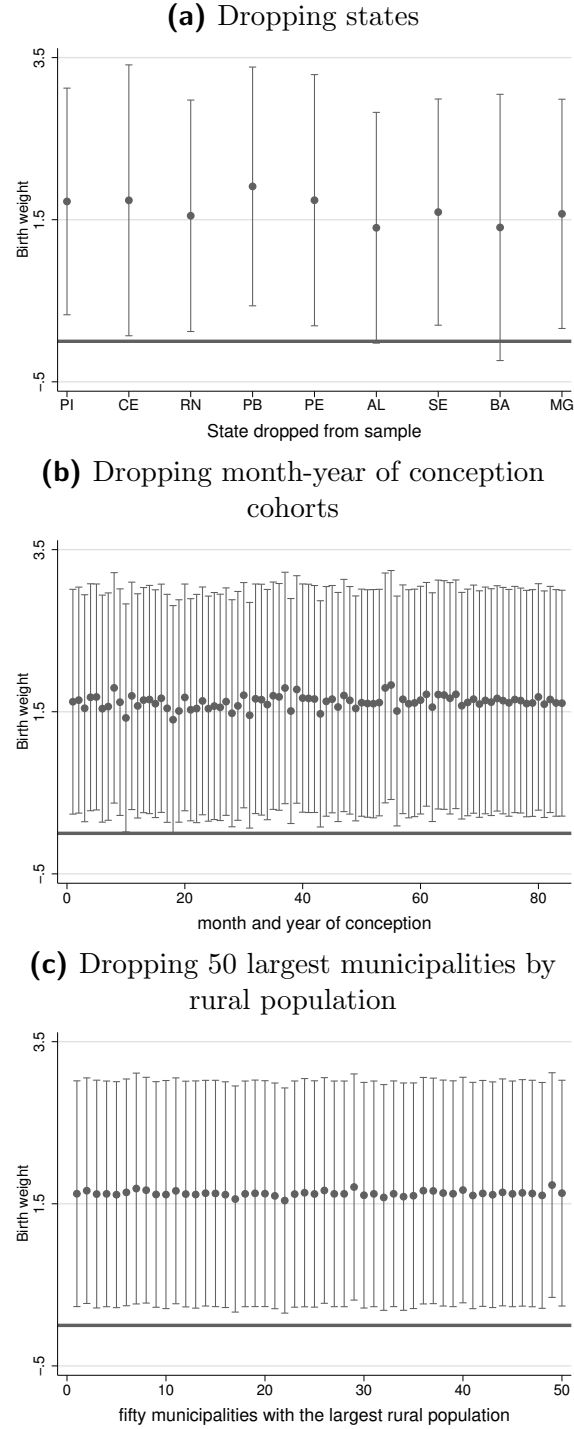 (a) Dropping states
3.5
1.5
-.5
Birth weight
PI CE RN PB PE AL SE BA MG
State dropped from sample
(b) Dropping month-year of conception
cohorts
3.5
1.5
-.5
Birth weight
0 20 40 60 80
month and year of conception
(c) Dropping 50 largest municipalities by
rural population
3.5
1.5
-.5
Birth weight
0 10 20 30 40 50
fifty municipalities with the largest rural population